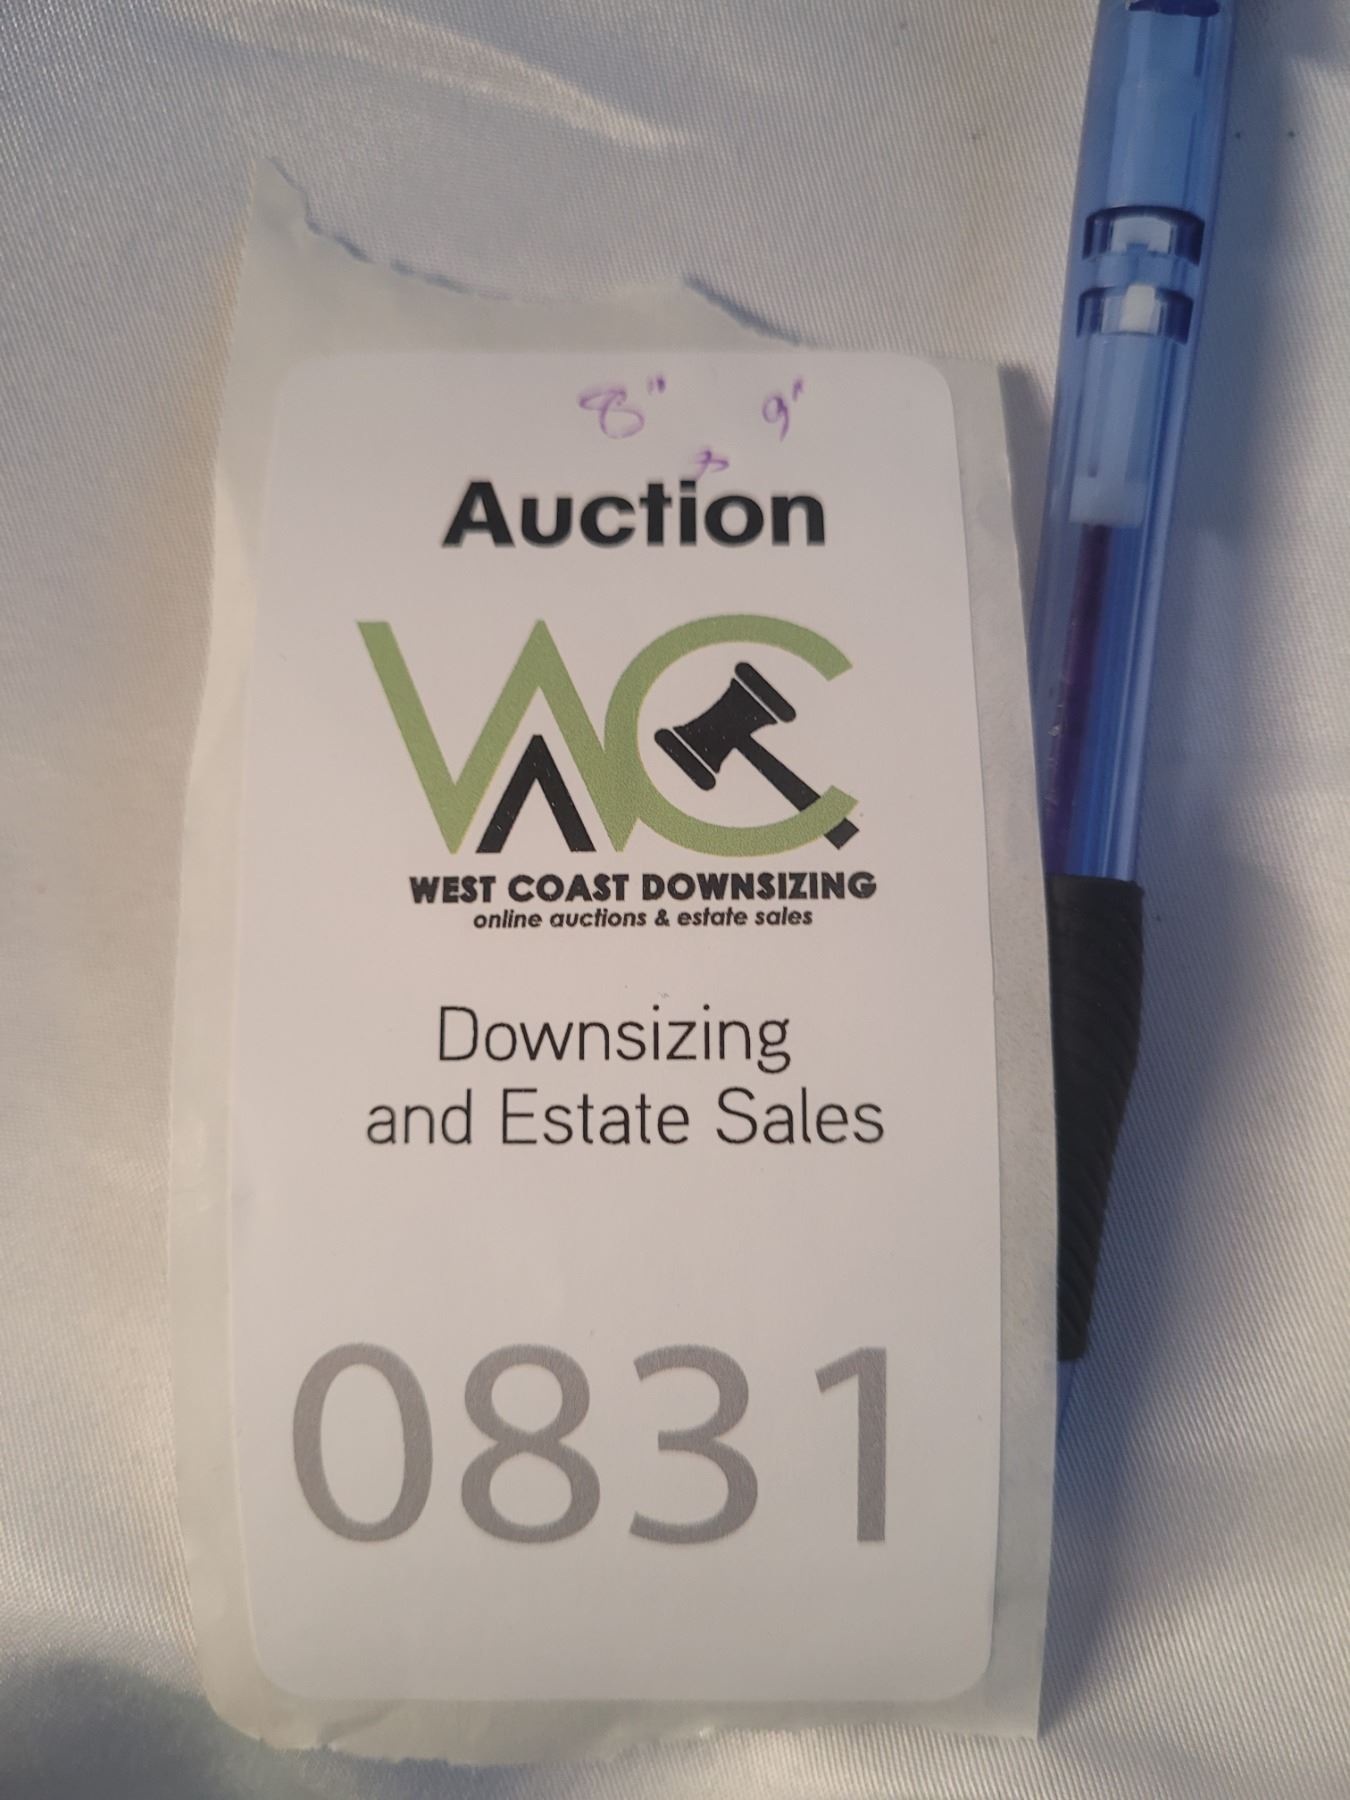 8" 9"
Auction
WC
WEST COAST DOWNSIZING
online auctions & estate sales
Downsizing
and Estate Sales
0831